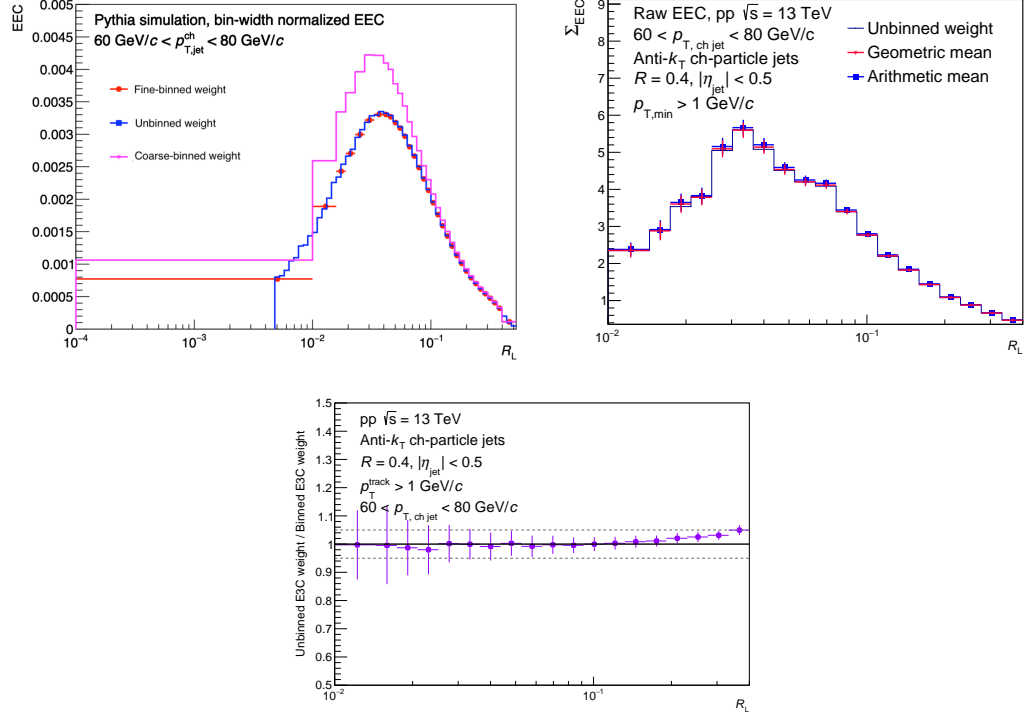 EEC
0.005
0.0045
0.004
0.0035
0.003
0.0025
0.002
0.0015
0.001
0.0005
0
Pythia simulation, bin-width normalized EEC
60 GeV/c < p^ch_T,jet < 80 GeV/c
Fine-binned weight
Unbinned weight
Coarse-binned weight
10^−4 10^−3 10^−2 10^−1
R_L
Σ_EEC
9
8
7
6
5
4
3
2
1
Raw EEC, pp √s = 13 TeV
60 < p_T, ch jet < 80 GeV/c
Anti-k_T ch-particle jets
R = 0.4, |η_jet| < 0.5
p_T,min > 1 GeV/c
Unbinned weight
Geometric mean
Arithmetic mean
10^−2 10^−1
R_L
Unbinned E3C weight / Binned E3C weight
1.5
1.4
1.3
1.2
1.1
1
0.9
0.8
0.7
0.6
0.5
pp √s = 13 TeV
Anti-k_T ch-particle jets
R = 0.4, |η_jet| < 0.5
p_T^track > 1 GeV/c
60 < p_T, ch jet < 80 GeV/c
10^−2 10^−1
R_L